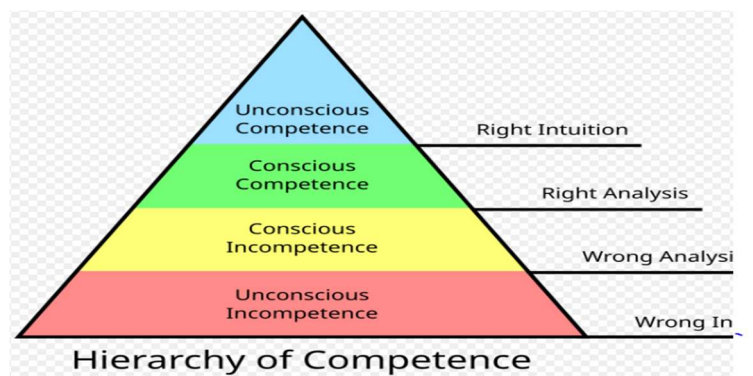 Unconscious
Competence
Right Intuition
Conscious
Competence
Right Analysis
Conscious
Incompetence
Wrong Analysi
Unconscious
Incompetence
Wrong In
Hierarchy of Competence